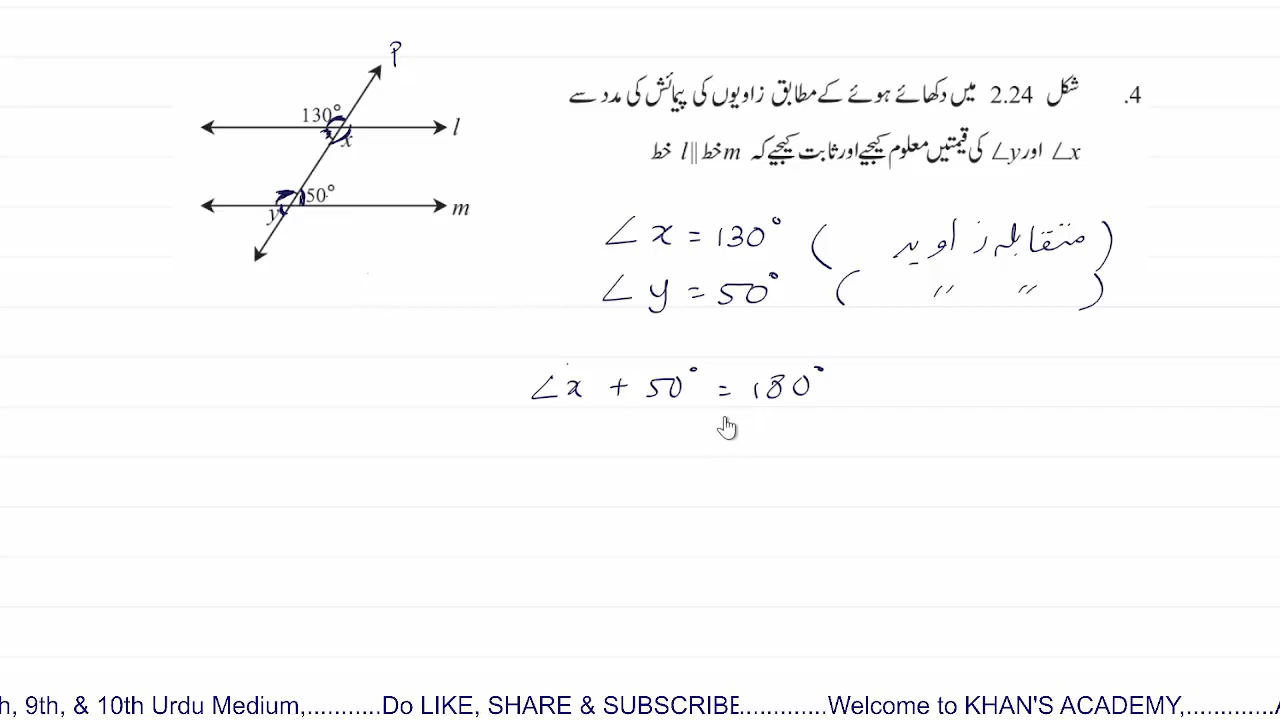 P
130°
x
l
50°
y
m
4. شکل 2.24 میں دکھائے ہوئے کے مطابق زاویوں کی پیمائش کی مدد سے
∠x اور ∠y کی قیمتیں معلوم کیجیے اور ثابت کیجیے کہ خط l || خط m
∠x = 130° (متقابلہ زاویے)
∠y = 50° (〃 〃 )
∠x + 50° = 180°
h, 9th, & 10th Urdu Medium,...........Do LIKE, SHARE & SUBSCRIBE..............Welcome to KHAN'S ACADEMY,.............A